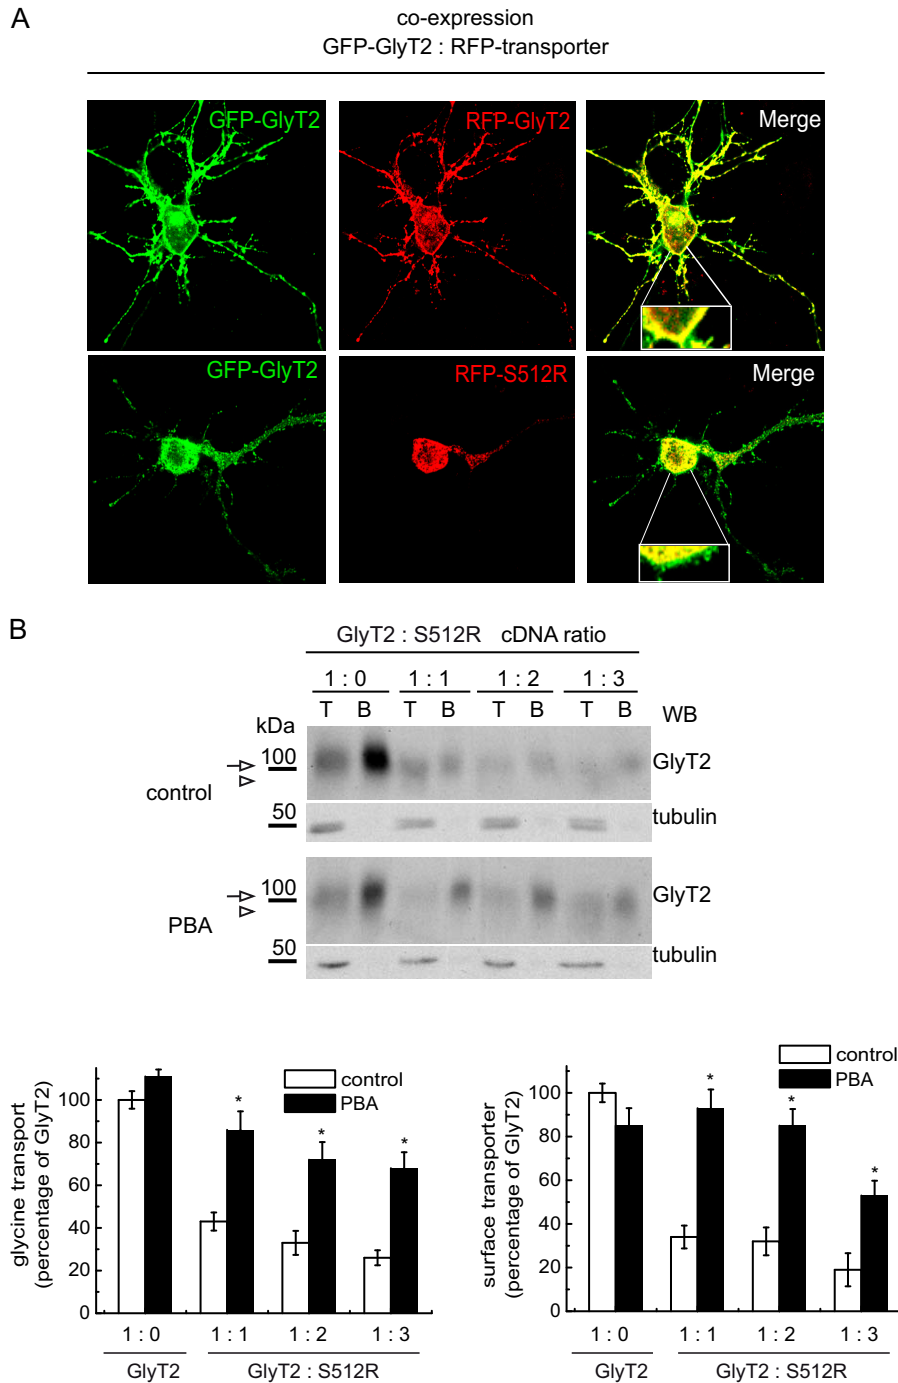 A
co-expression
GFP-GlyT2 : RFP-transporter
GFP-GlyT2 RFP-GlyT2 Merge
GFP-GlyT2 RFP-S512R Merge
B
GlyT2 : S512R cDNA ratio
1 : 0 1 : 1 1 : 2 1 : 3
T B T B T B T B WB
kDa
100 GlyT2
control
50 tubulin
100 GlyT2
PBA
50 tubulin
glycine transport
(percentage of GlyT2)
100
80
60
40
20
0
control
PBA
* * *
1 : 0 1 : 1 1 : 2 1 : 3
GlyT2 GlyT2 : S512R
surface transporter
(percentage of GlyT2)
100
80
60
40
20
0
control
PBA
* * *
1 : 0 1 : 1 1 : 2 1 : 3
GlyT2 GlyT2 : S512R